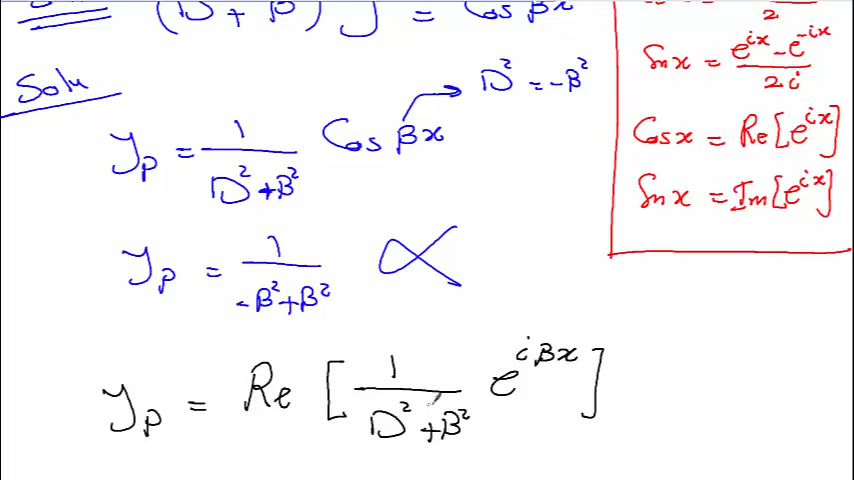 (D² + β²) y = Cos βx
Solu
D² = -β²
y_p = 1/(D² + β²) Cos βx
y_p = 1/(-β² + β²) ∝
y_p = Re [ 1/(D² + β²) e^{iβx} ]
2
Sin x = (e^{ix} - e^{-ix})/2i
Cos x = Re[e^{ix}]
Sin x = Im[e^{ix}]